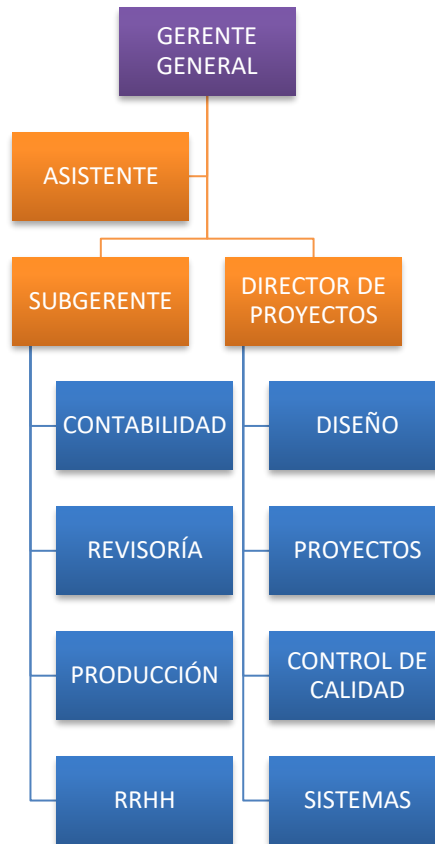 GERENTE
GENERAL
ASISTENTE
SUBGERENTE
DIRECTOR DE
PROYECTOS
CONTABILIDAD
DISEÑO
REVISORÍA
PROYECTOS
PRODUCCIÓN
CONTROL DE
CALIDAD
RRHH
SISTEMAS